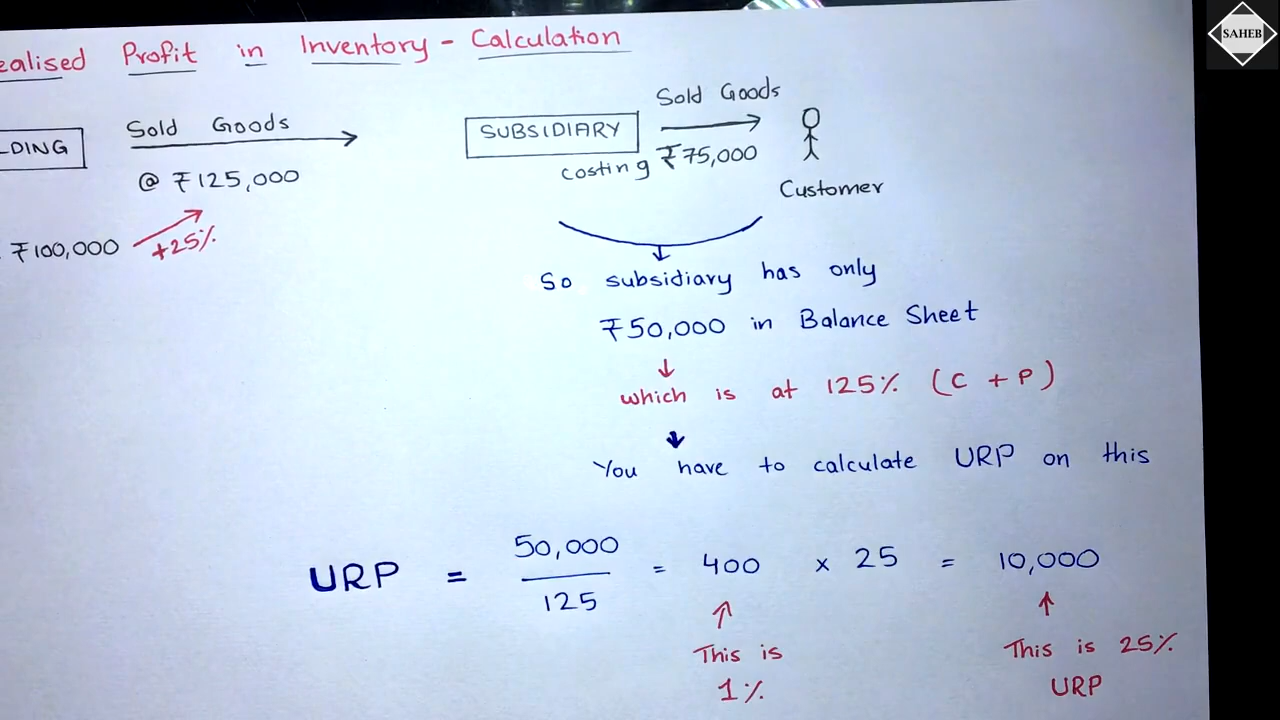 ealised Profit in Inventory - Calculation
SAHEB
LDING
Sold Goods
@ ₹125,000
₹100,000
+25%
SUBSIDIARY
Sold Goods
costing ₹75,000
Customer
So subsidiary has only
₹50,000 in Balance Sheet
which is at 125% (C + P)
You have to calculate URP on this
URP = 50,000 / 125 = 400 x 25 = 10,000
This is
1%
This is 25%
URP